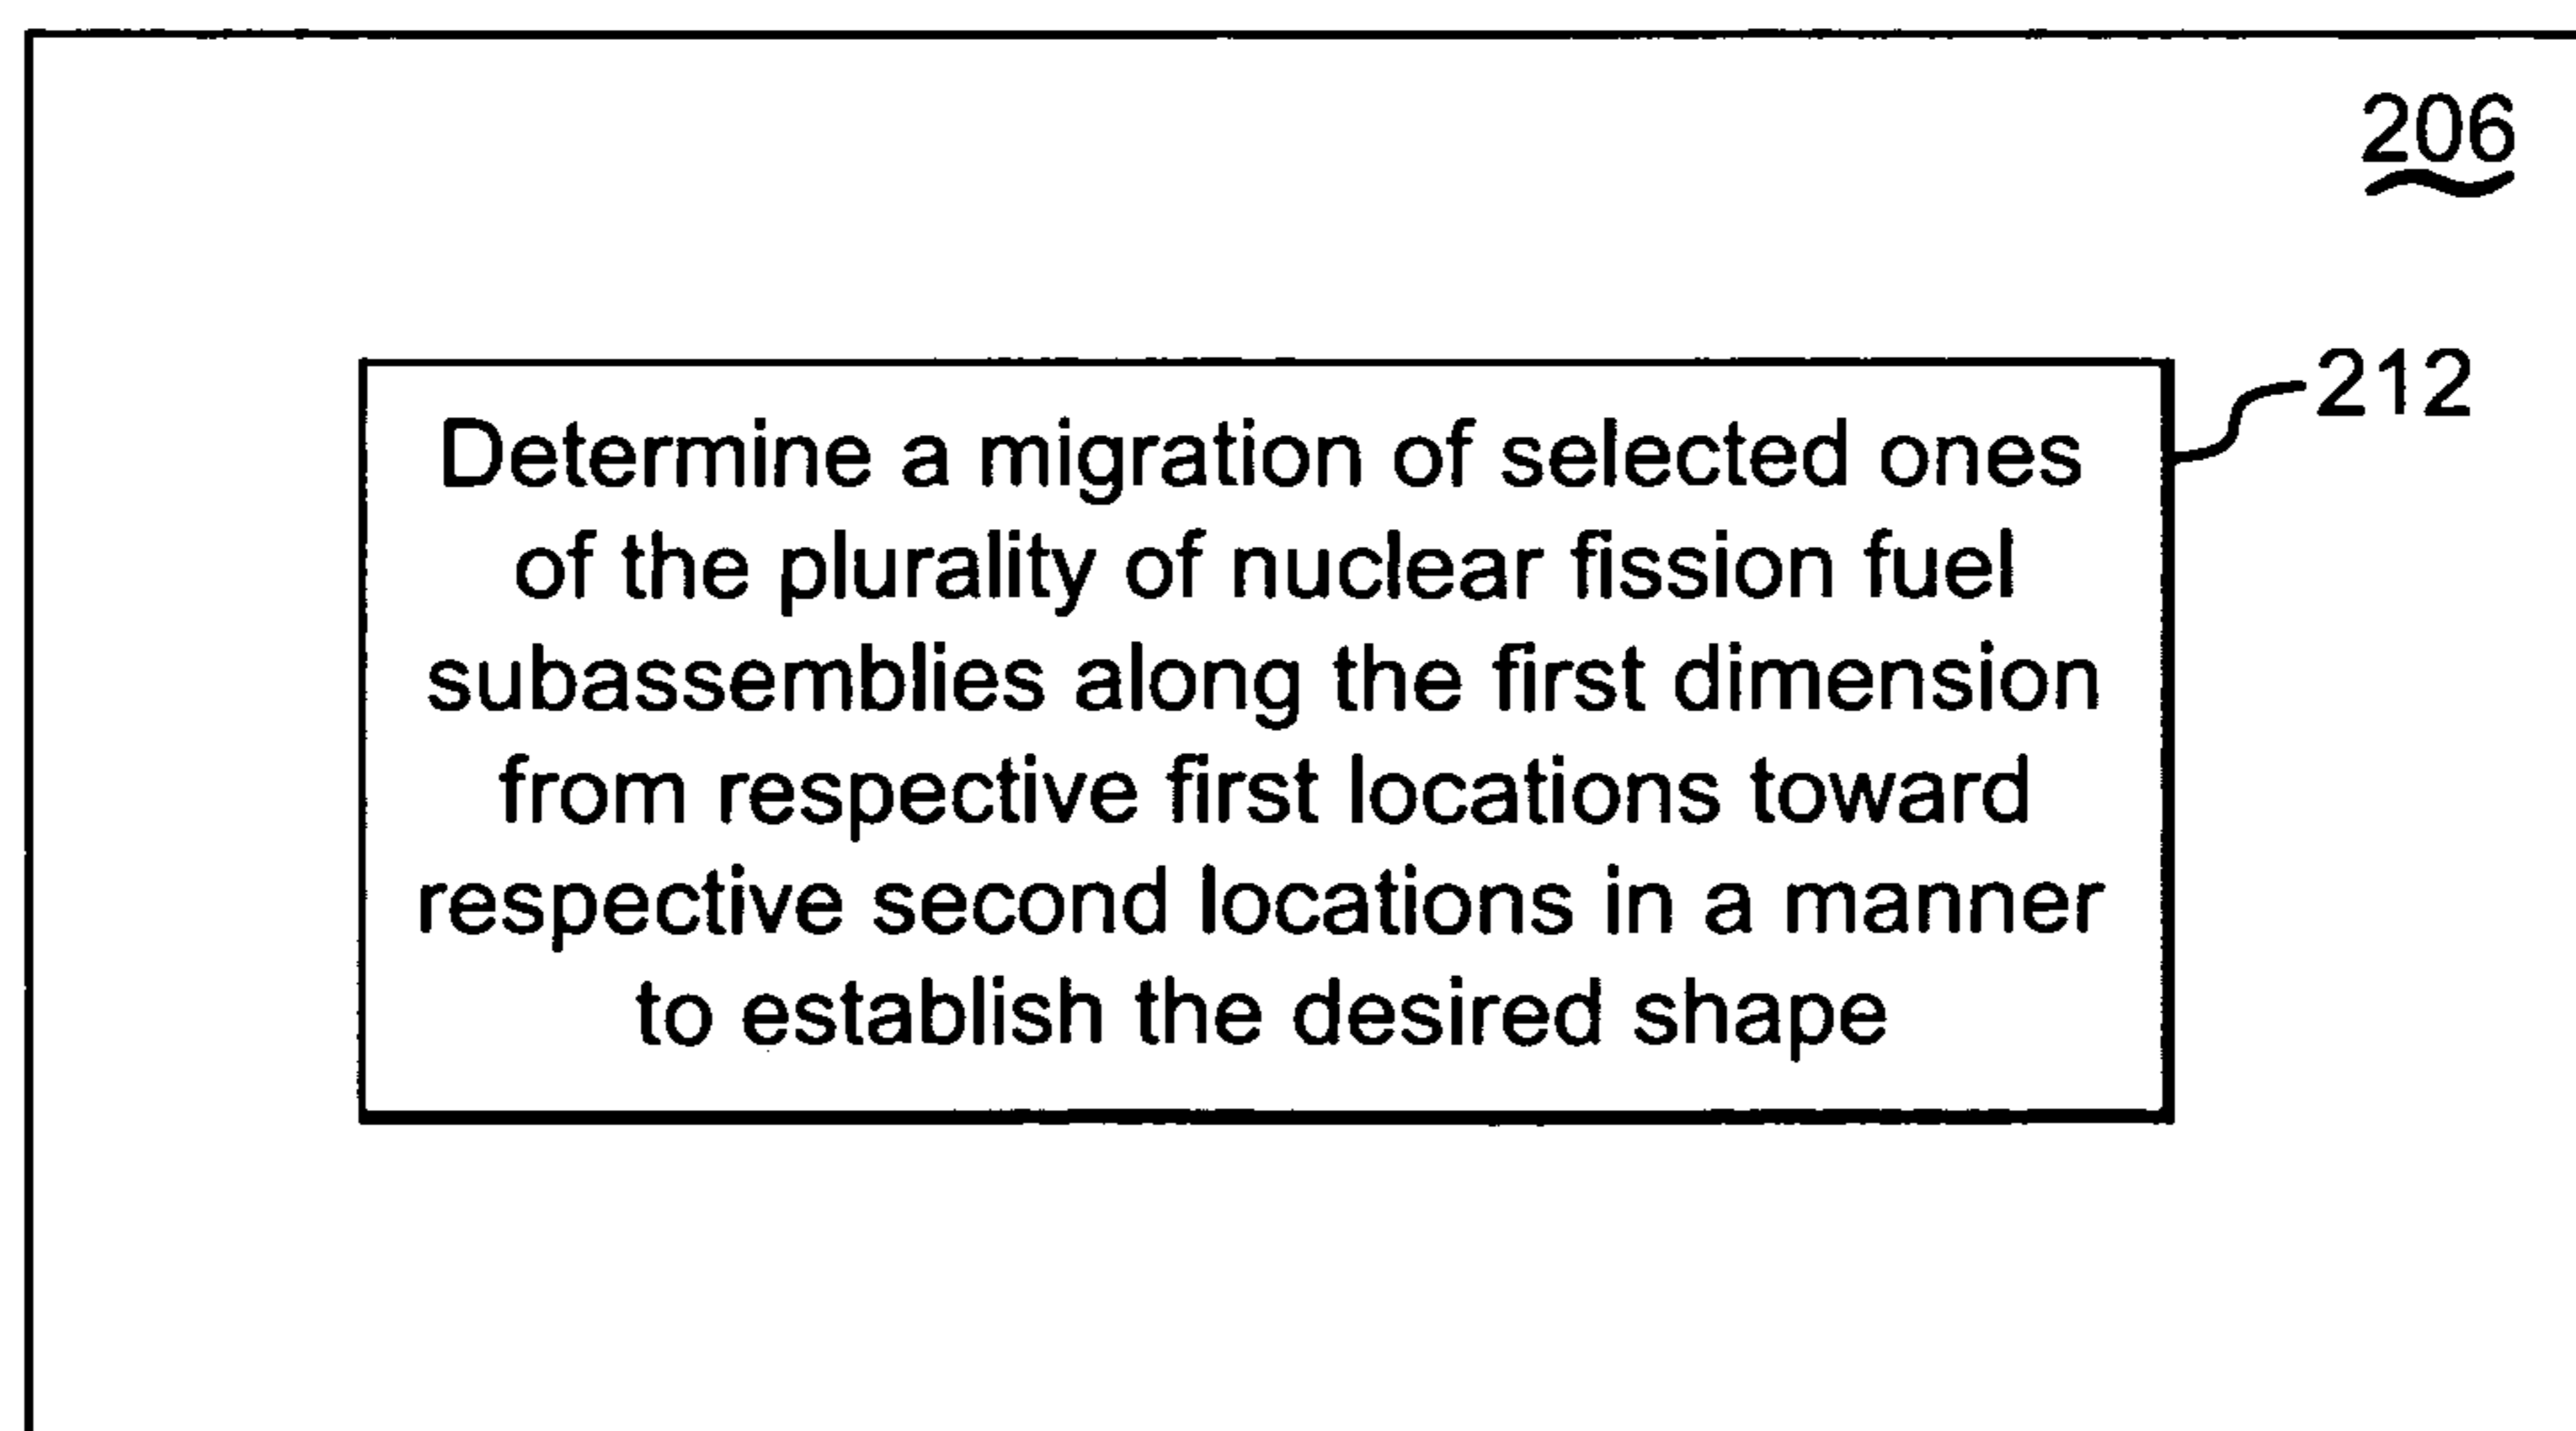 206
212
Determine a migration of selected ones
of the plurality of nuclear fission fuel
subassemblies along the first dimension
from respective first locations toward
respective second locations in a manner
to establish the desired shape